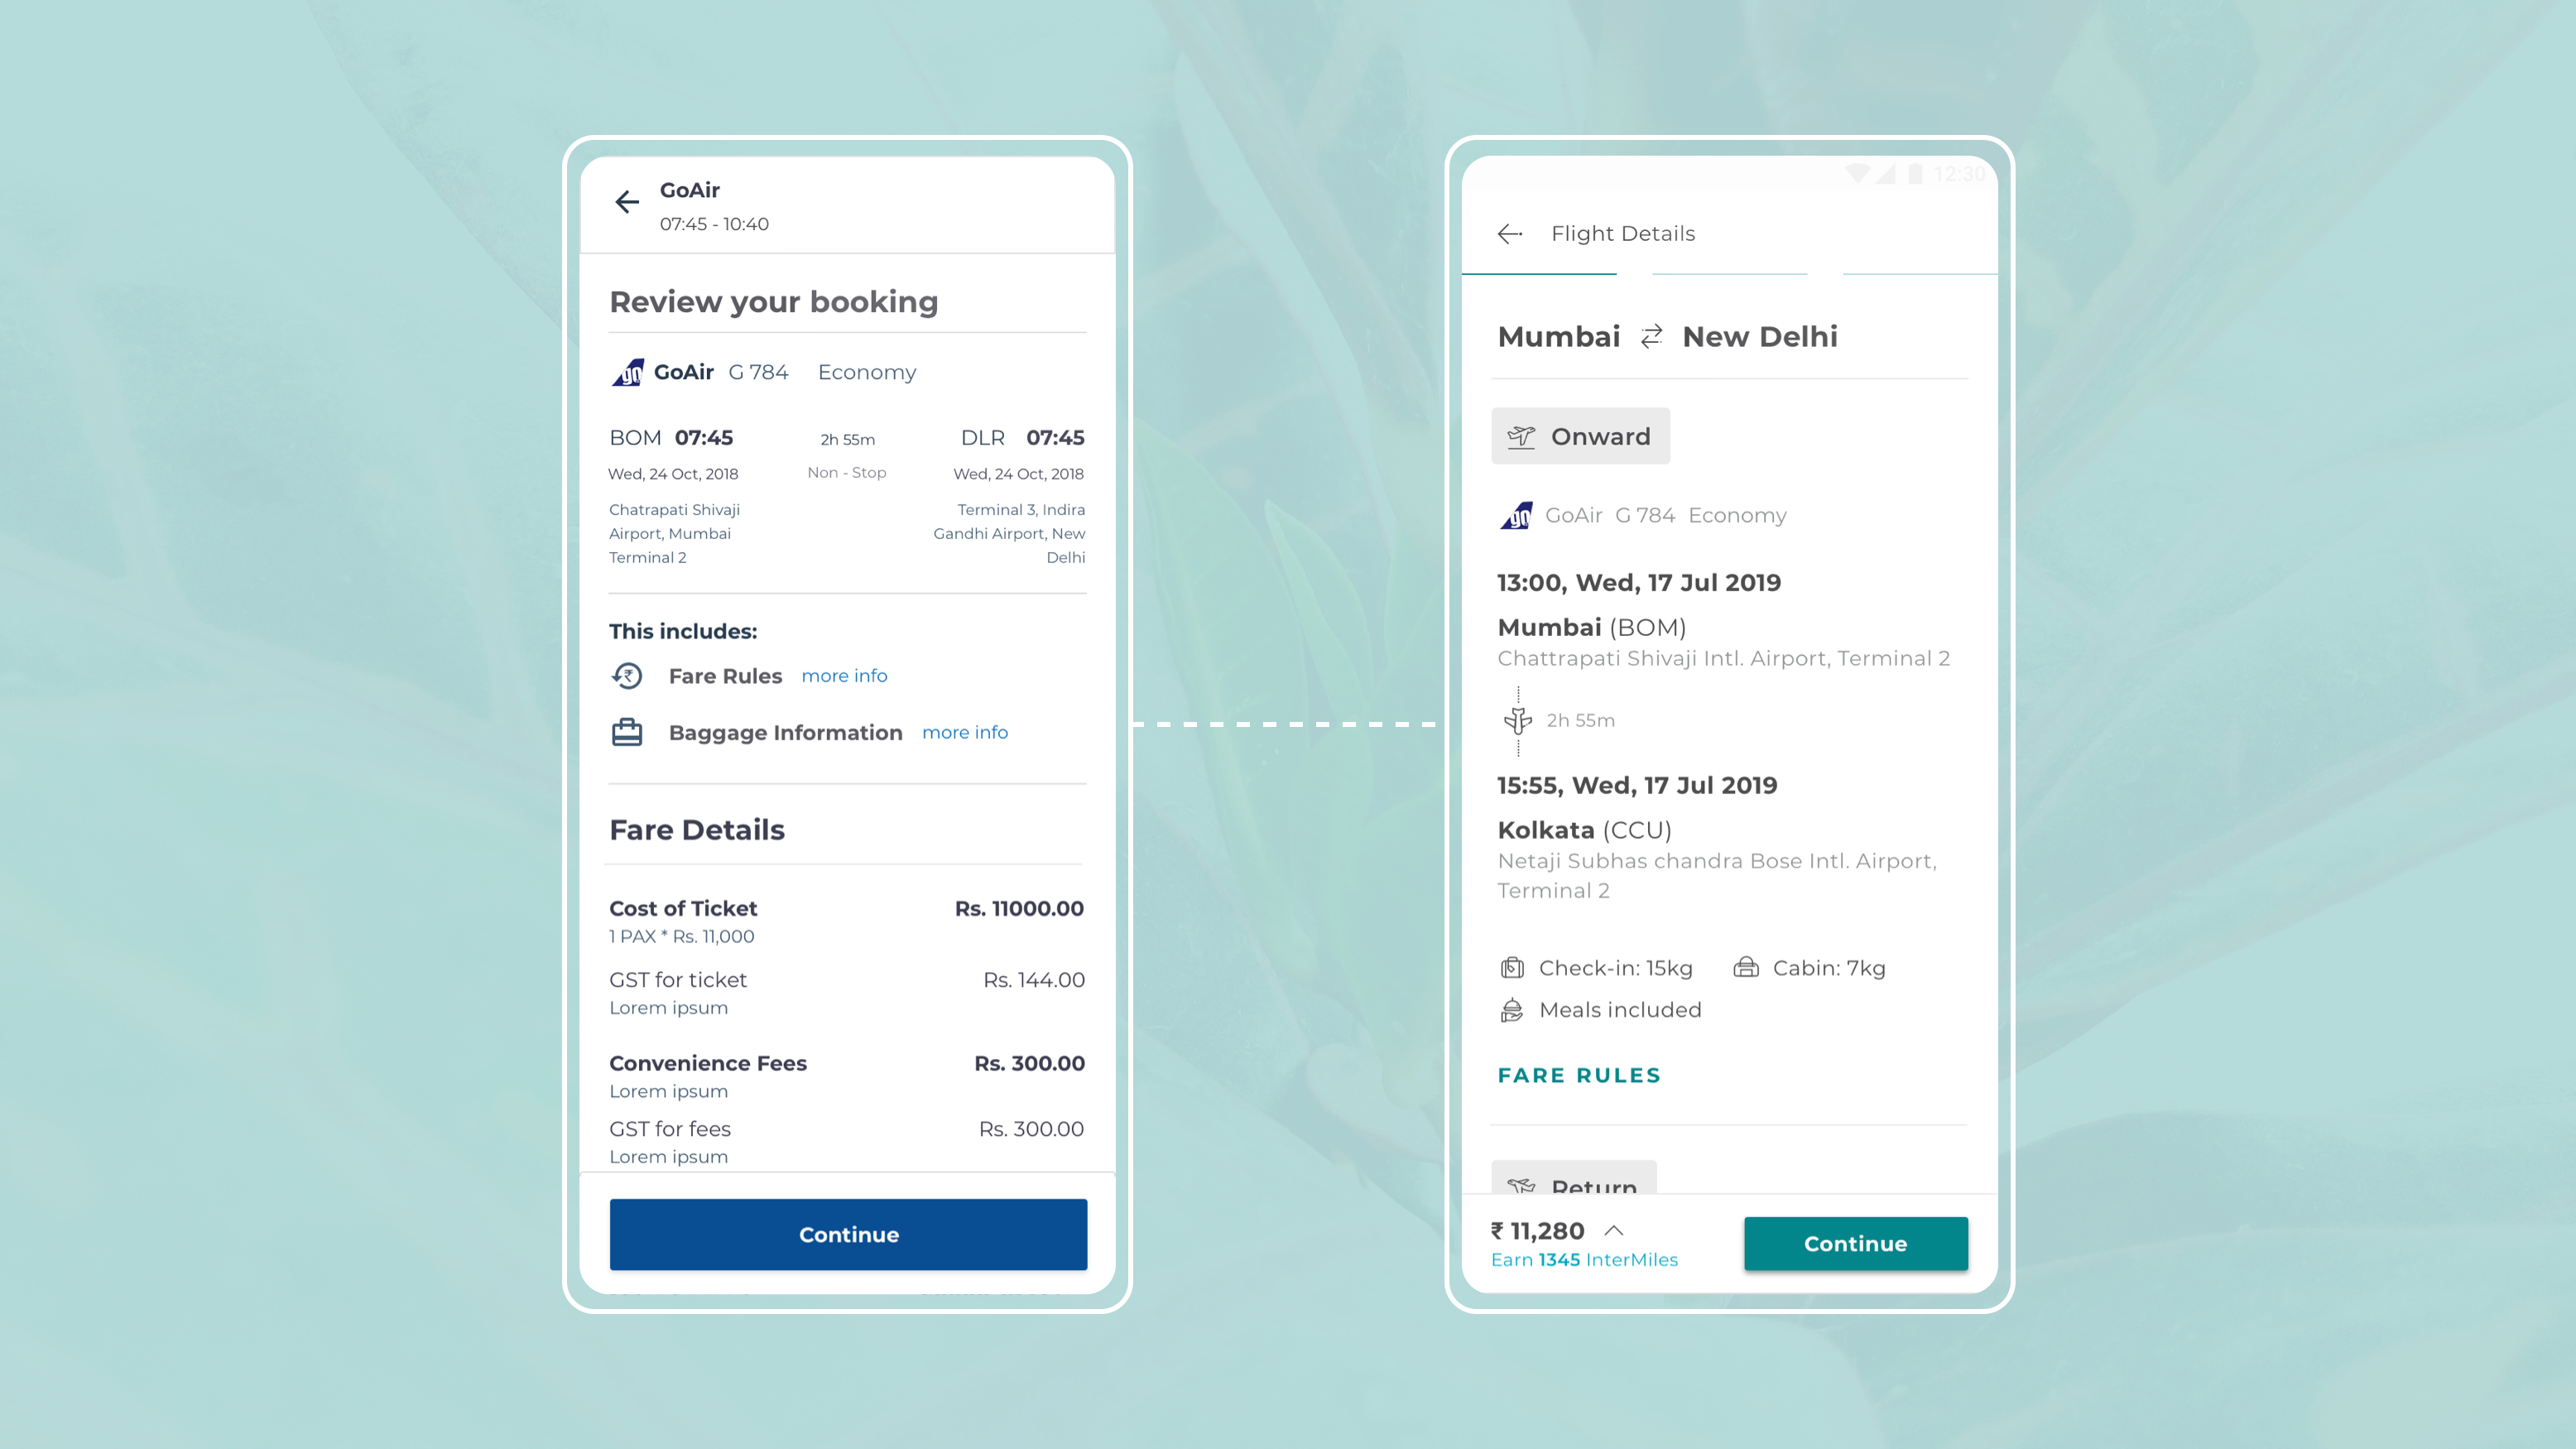 GoAir
07:45 - 10:40
Review your booking
go GoAir G 784 Economy
BOM 07:45 2h 55m DLR 07:45
Wed, 24 Oct, 2018 Non - Stop Wed, 24 Oct, 2018
Chatrapati Shivaji
Airport, Mumbai
Terminal 2
Terminal 3, Indira
Gandhi Airport, New
Delhi
This includes:
Fare Rules more info
Baggage Information more info
Fare Details
Cost of Ticket Rs. 11000.00
1 PAX * Rs. 11,000
GST for ticket Rs. 144.00
Lorem ipsum
Convenience Fees Rs. 300.00
Lorem ipsum
GST for fees Rs. 300.00
Lorem ipsum
Continue
12:30
Flight Details
Mumbai New Delhi
Onward
go GoAir G 784 Economy
13:00, Wed, 17 Jul 2019
Mumbai (BOM)
Chattrapati Shivaji Intl. Airport, Terminal 2
2h 55m
15:55, Wed, 17 Jul 2019
Kolkata (CCU)
Netaji Subhas chandra Bose Intl. Airport,
Terminal 2
Check-in: 15kg Cabin: 7kg
Meals included
FARE RULES
Return
₹ 11,280
Earn 1345 InterMiles
Continue